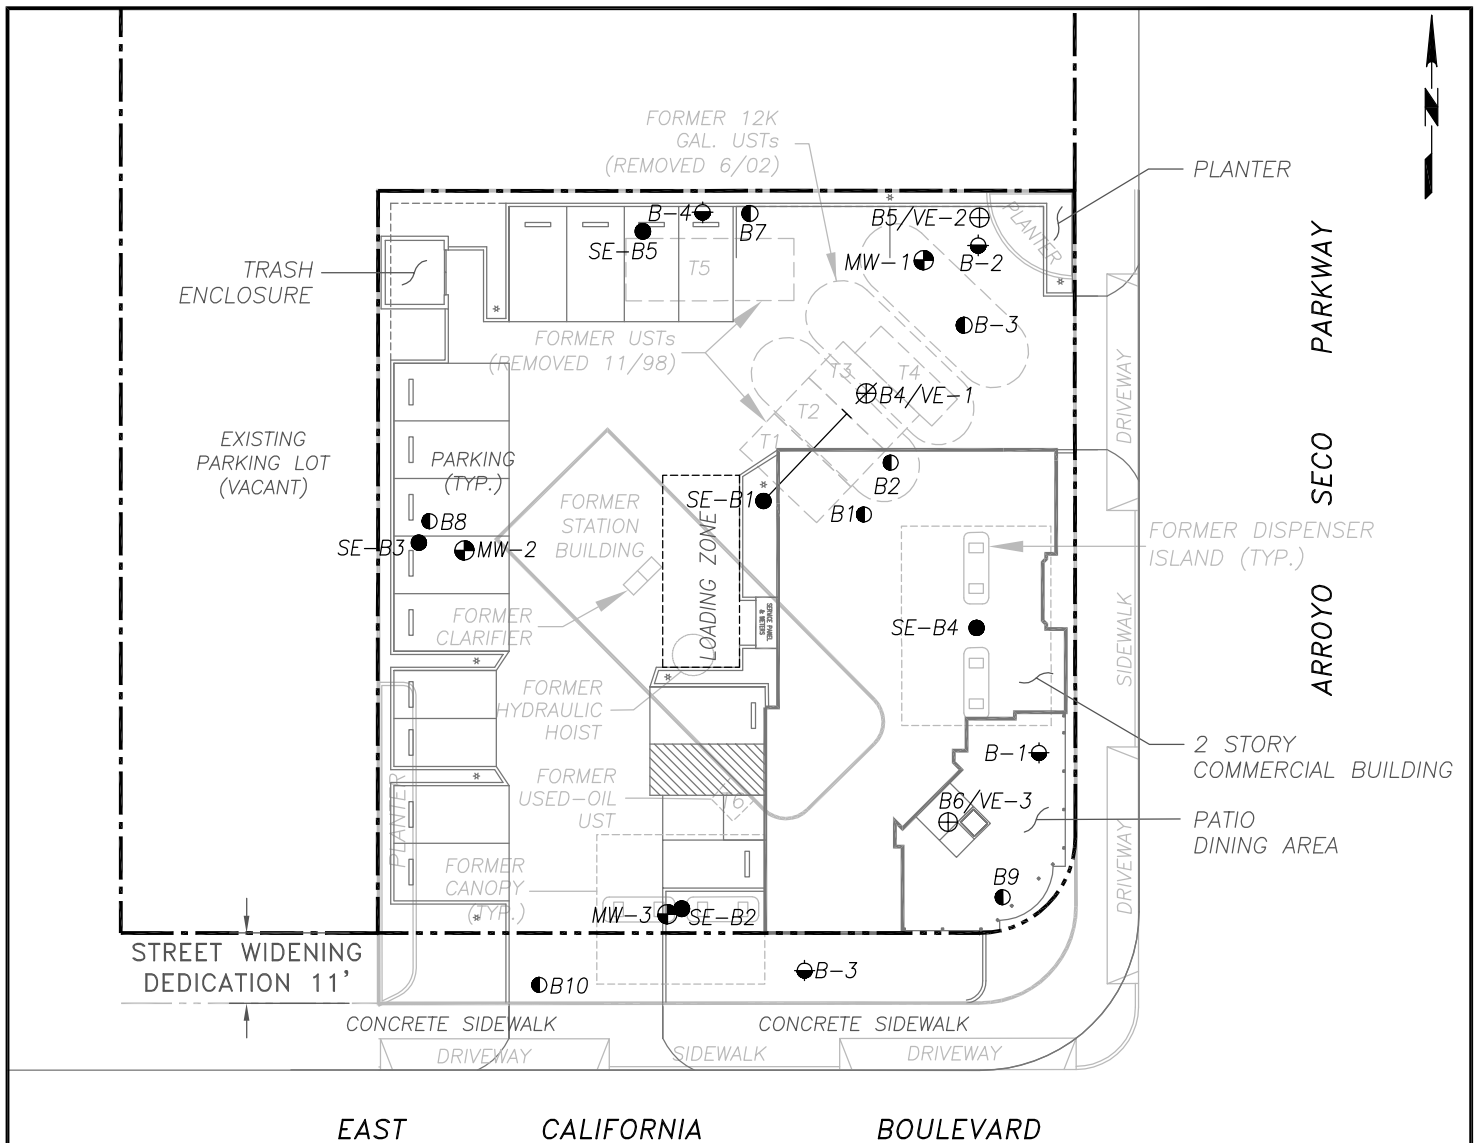 FORMER 12K
GAL. USTs
(REMOVED 6/02)
N
PLANTER
PLANTER
B-4
B7
B5/VE-2
SE-B5
MW-1
B-2
T5
TRASH
ENCLOSURE
B-3
FORMER USTs
(REMOVED 11/98)
T3
T4
B4/VE-1
T2
T1
EXISTING
PARKING LOT
(VACANT)
PARKING
(TYP.)
B2
SE-B1
B1
FORMER
STATION
BUILDING
B8
SE-B3
MW-2
LOADING ZONE
FORMER DISPENSER
ISLAND (TYP.)
FORMER
CLARIFIER
SERVICE PANEL
& METERS
SE-B4
FORMER
HYDRAULIC
HOIST
2 STORY
COMMERCIAL BUILDING
B-1
FORMER
USED-OIL
UST
T6
B6/VE-3
PATIO
DINING AREA
PLANTER
FORMER
CANOPY
(TYP.)
B9
MW-3
SE-B2
STREET WIDENING
DEDICATION 11'
B10
B-3
CONCRETE SIDEWALK
CONCRETE SIDEWALK
DRIVEWAY
SIDEWALK
DRIVEWAY
DRIVEWAY
SIDEWALK
DRIVEWAY
ARROYO SECO PARKWAY
EAST CALIFORNIA BOULEVARD